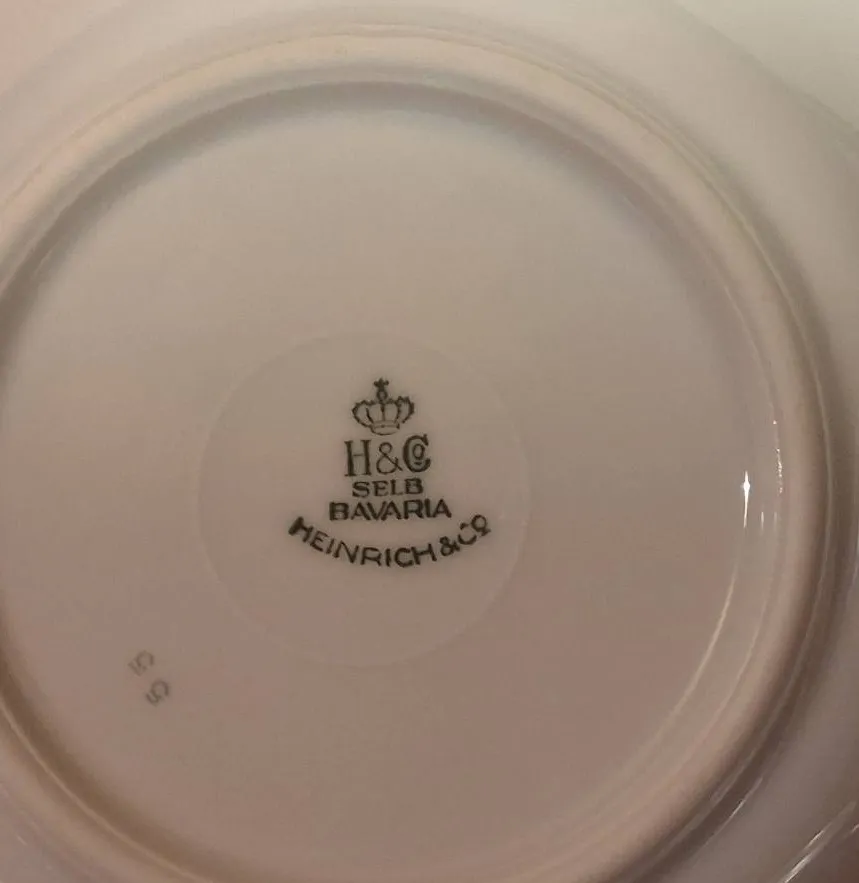 H&Co
SELB
BAVARIA
HEINRICH & Co